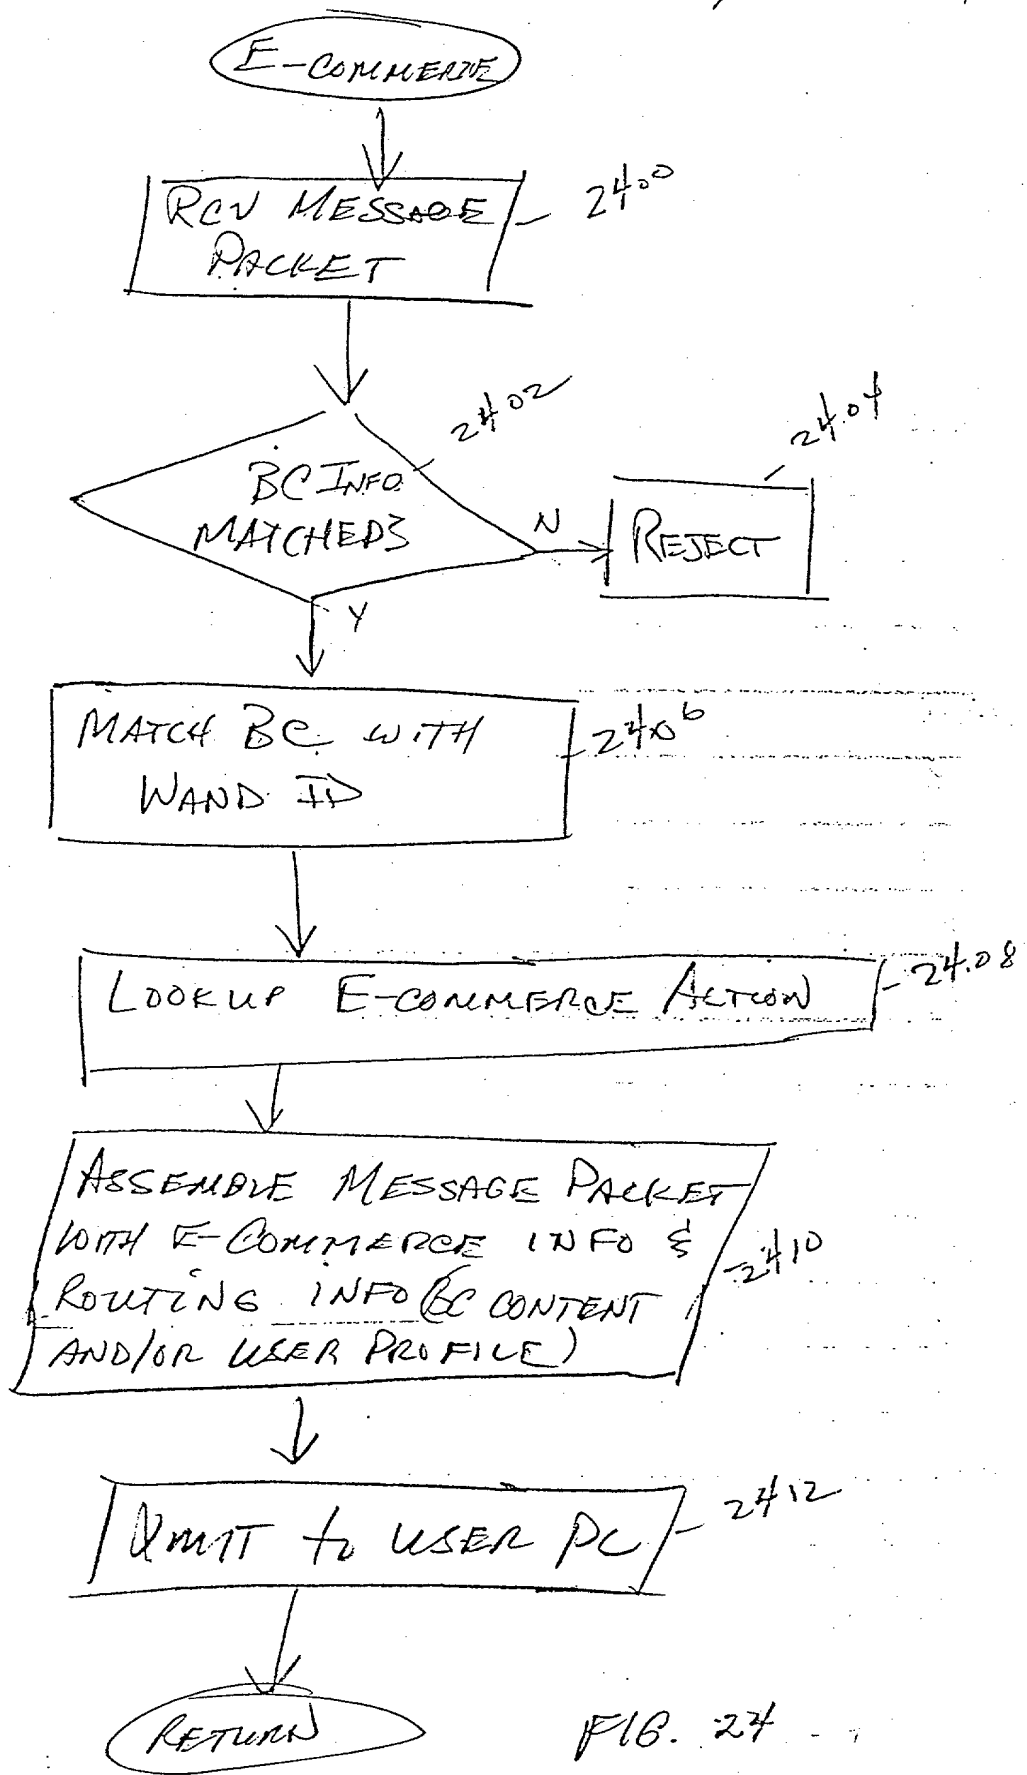 E-COMMERCE
RCV MESSAGE
PACKET
2400
2402
BC INFO
MATCHED?
N
2404
REJECT
Y
MATCH BC WITH
WAND ID
2406
LOOKUP E-COMMERCE ACTION
2408
ASSEMBLE MESSAGE PACKET
WITH E-COMMERCE INFO &
ROUTING INFO (BC CONTENT
AND/OR USER PROFILE)
2410
XMIT to USER PC
2412
RETURN
FIG. 24